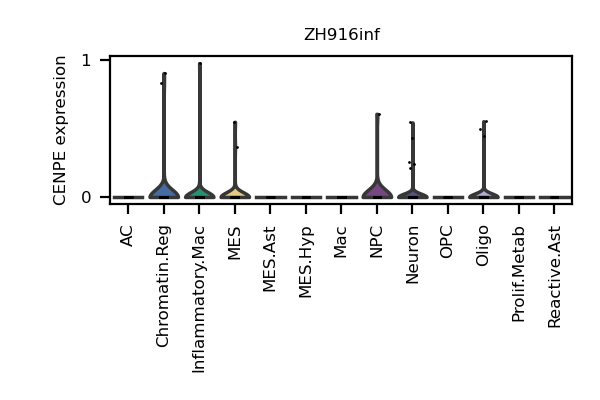 ZH916inf
CENPE expression
1
0
AC
Chromatin.Reg
Inflammatory.Mac
MES
MES.Ast
MES.Hyp
Mac
NPC
Neuron
OPC
Oligo
Prolif.Metab
Reactive.Ast